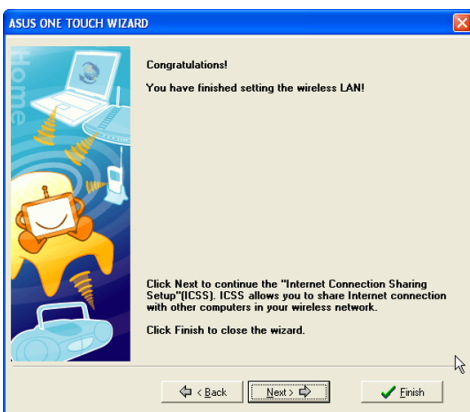 ASUS ONE TOUCH WIZARD
Home
Congratulations!
You have finished setting the wireless LAN!
Click Next to continue the "Internet Connection Sharing
Setup"(ICSS). ICSS allows you to share Internet connection
with other computers in your wireless network.
Click Finish to close the wizard.
< Back
Next >
Finish